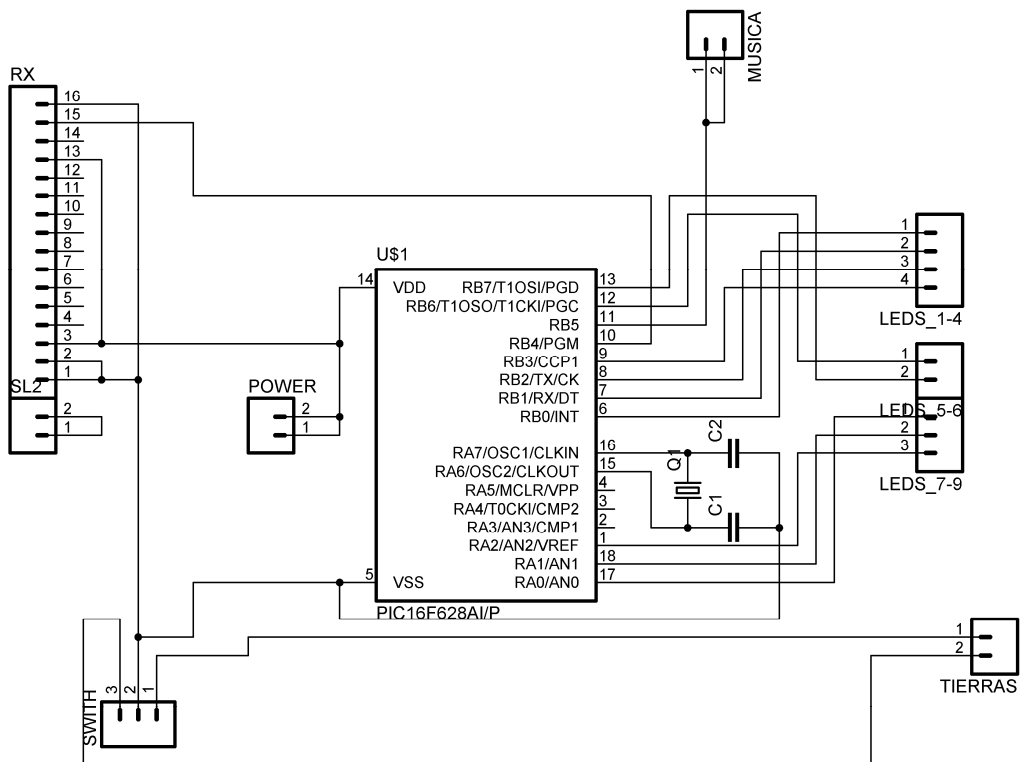 MUSICA
1
2
RX
16
15
14
13
12
11
10
9
8
7
6
5
4
3
2
1
SL2
2
1
POWER
2
1
U$1
14 VDD
5 VSS
RB7/T1OSI/PGD 13
RB6/T1OSO/T1CKI/PGC 12
RB5 11
RB4/PGM 10
RB3/CCP1 9
RB2/TX/CK 8
RB1/RX/DT 7
RB0/INT 6
RA7/OSC1/CLKIN 16
RA6/OSC2/CLKOUT 15
RA5/MCLR/VPP 4
RA4/T0CKI/CMP2 3
RA3/AN3/CMP1 2
RA2/AN2/VREF 1
RA1/AN1 18
RA0/AN0 17
PIC16F628AI/P
Q1
C2
C1
1
2
3
4
LEDS_1-4
1
2
LEDS_5-6
1
2
3
LEDS_7-9
1
2
TIERRAS
SWITH
3
2
1